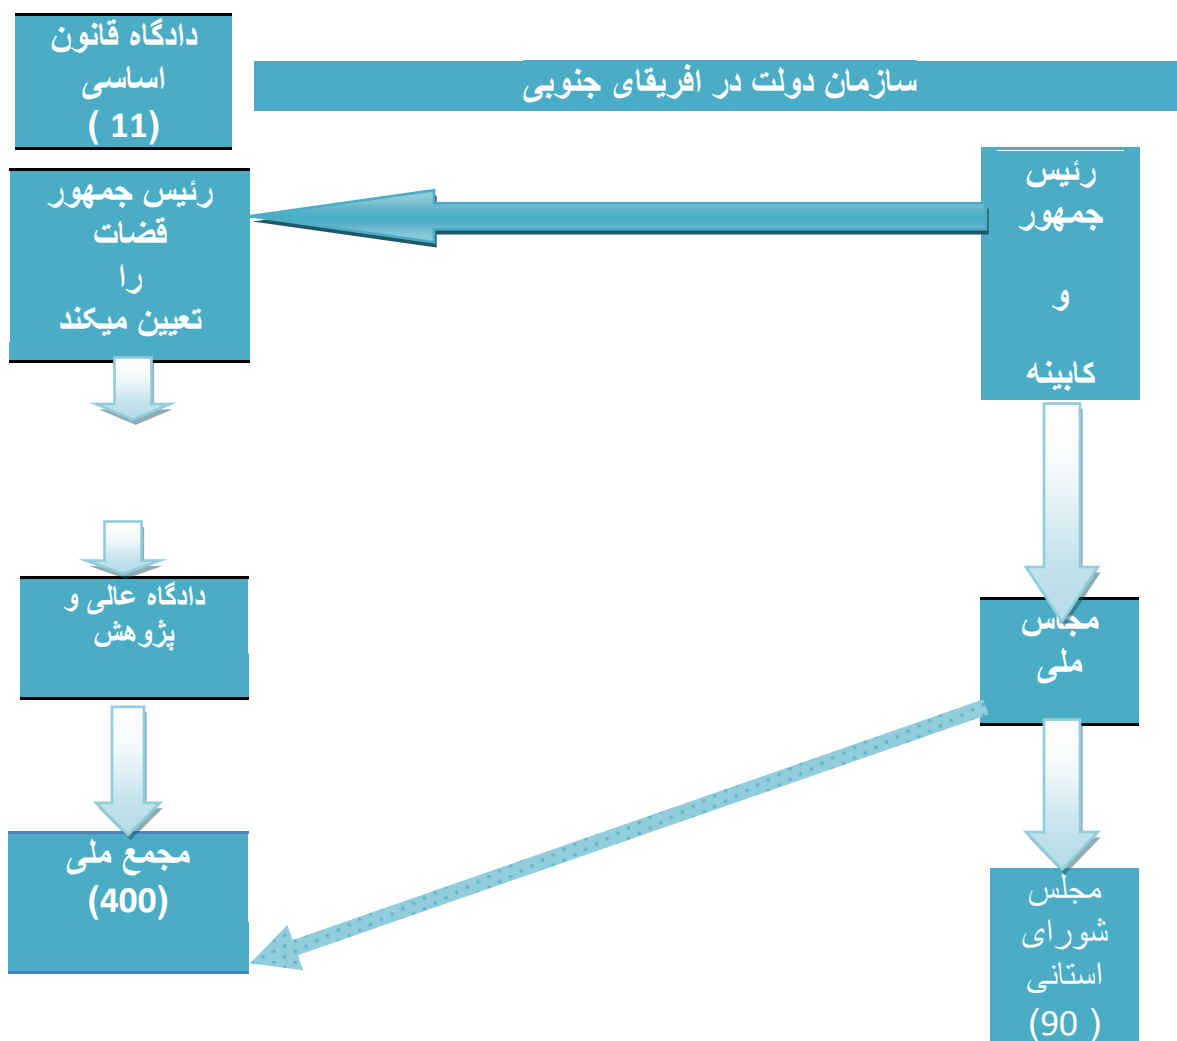 سازمان دولت در افریقای جنوبی
دادگاه قانون
اساسی
( 11)
رئیس
جمهور
و
کابینه
رئیس جمهور
قضات
را
تعیین میکند
دادگاه عالی و
پژوهش
مجلس
ملی
مجمع ملی
(400)
مجلس
شورای
استانی
(90 )